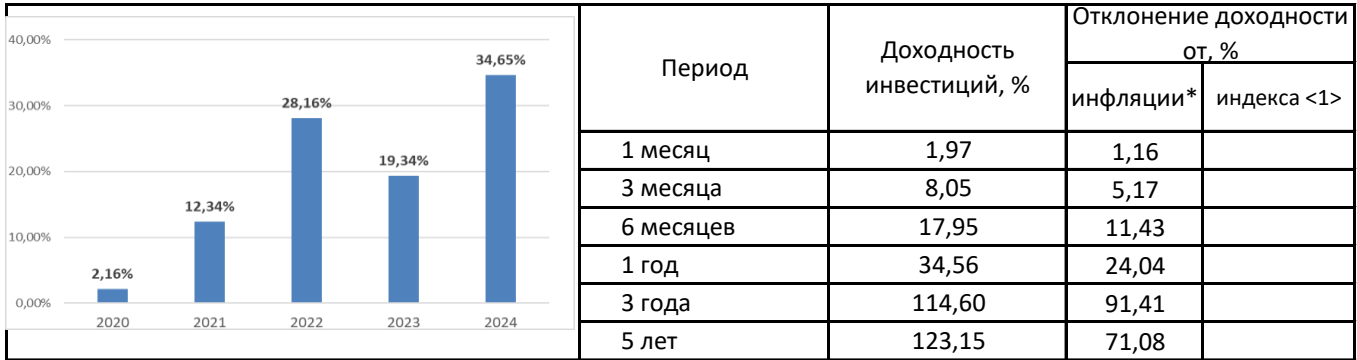 40,00%
30,00%
20,00%
10,00%
0,00%
2,16%
12,34%
28,16%
19,34%
34,65%
2020 2021 2022 2023 2024
Период
Доходность
инвестиций, %
Отклонение доходности
от, %
инфляции* индекса <1>
1 месяц 1,97 1,16
3 месяца 8,05 5,17
6 месяцев 17,95 11,43
1 год 34,56 24,04
3 года 114,60 91,41
5 лет 123,15 71,08